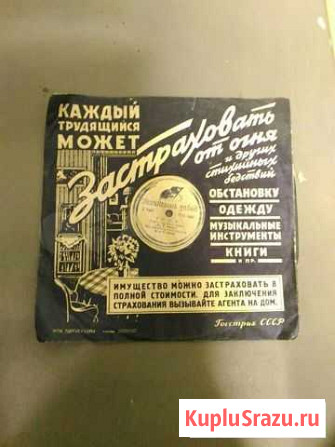 КАЖДЫЙ
ТРУДЯЩИЙСЯ
МОЖЕТ
Застраховать
от огня
и других
стихийных
бедствий
ОБСТАНОВКУ
ОДЕЖДУ
МУЗЫКАЛЬНЫЕ
ИНСТРУМЕНТЫ
КНИГИ
И ПР.
ИМУЩЕСТВО МОЖНО ЗАСТРАХОВАТЬ В
ПОЛНОЙ СТОИМОСТИ. ДЛЯ ЗАКЛЮЧЕНИЯ
СТРАХОВАНИЯ ВЫЗЫВАЙТЕ АГЕНТА НА ДОМ.
Госстрах СССР
KupluSrazu.ru